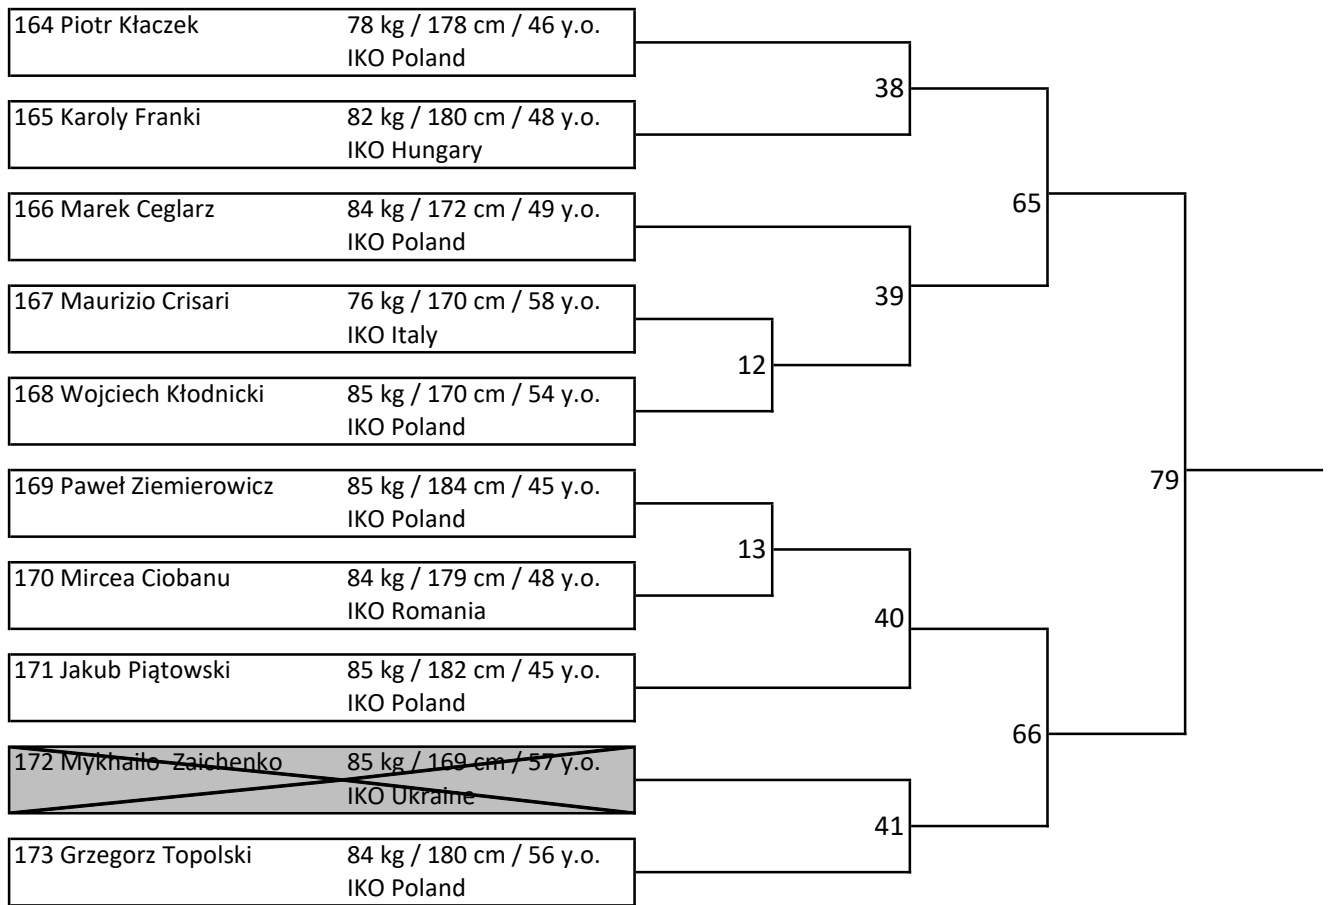 164 Piotr Kłaczek 78 kg / 178 cm / 46 y.o.
IKO Poland
38
165 Karoly Franki 82 kg / 180 cm / 48 y.o.
IKO Hungary
166 Marek Ceglarz 84 kg / 172 cm / 49 y.o.
65
IKO Poland
167 Maurizio Crisari 76 kg / 170 cm / 58 y.o.
39
IKO Italy
12
168 Wojciech Kłodnicki 85 kg / 170 cm / 54 y.o.
IKO Poland
169 Paweł Ziemierowicz 85 kg / 184 cm / 45 y.o.
79
IKO Poland
13
170 Mircea Ciobanu 84 kg / 179 cm / 48 y.o.
IKO Romania
40
171 Jakub Piątowski 85 kg / 182 cm / 45 y.o.
IKO Poland
66
172 Mykhailo Zaichenko 85 kg / 169 cm / 57 y.o.
IKO Ukraine
41
173 Grzegorz Topolski 84 kg / 180 cm / 56 y.o.
IKO Poland